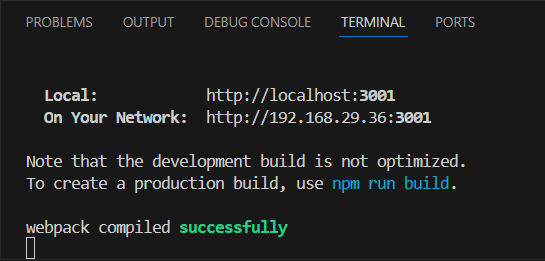 PROBLEMS OUTPUT DEBUG CONSOLE TERMINAL PORTS
Local: http://localhost:3001
On Your Network: http://192.168.29.36:3001
Note that the development build is not optimized.
To create a production build, use npm run build.
webpack compiled successfully